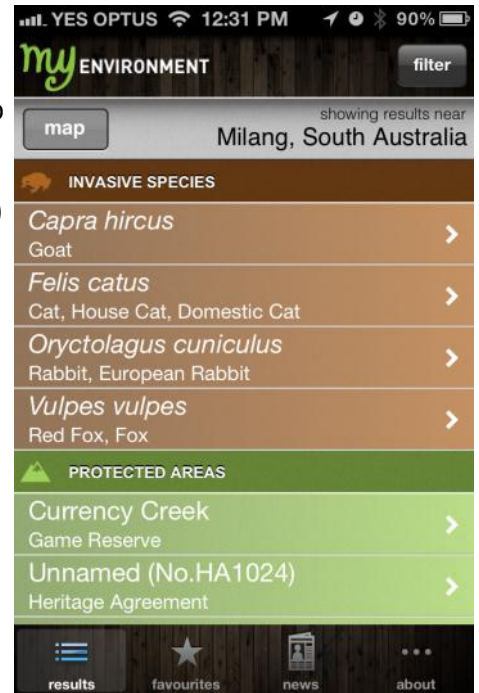 YES OPTUS 12:31 PM 90%
my ENVIRONMENT filter
map showing results near
Milang, South Australia
INVASIVE SPECIES
Capra hircus
Goat
Felis catus
Cat, House Cat, Domestic Cat
Oryctolagus cuniculus
Rabbit, European Rabbit
Vulpes vulpes
Red Fox, Fox
PROTECTED AREAS
Currency Creek
Game Reserve
Unnamed (No.HA1024)
Heritage Agreement
results favourites news about